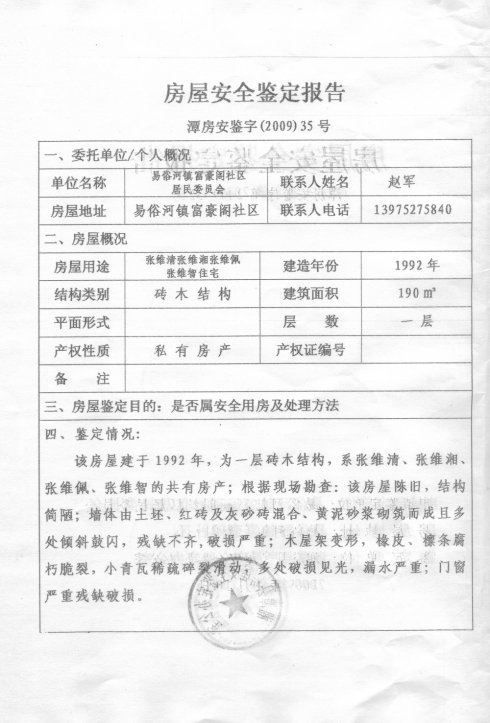 房屋安全鉴定报告
潭房安鉴字(2009)35号
一、委托单位/个人概况
单位名称 易俗河镇富豪阁社区居民委员会 联系人姓名 赵军
房屋地址 易俗河镇富豪阁社区 联系人电话 13975275840
二、房屋概况
房屋用途 张维清张维湘张维佩张维智住宅 建造年份 1992年
结构类别 砖木结构 建筑面积 190㎡
平面形式 层 数 一层
产权性质 私有房产 产权证编号
备 注
三、房屋鉴定目的：是否属安全用房及处理方法
四、鉴定情况：
该房屋建于1992年，为一层砖木结构，系张维清、张维湘、
张维佩、张维智的共有房产；根据现场勘查：该房屋陈旧，结构
简陋；墙体由土坯、红砖及灰砂砖混合、黄泥砂浆砌筑而成且多
处倾斜鼓闪，残缺不齐，破损严重；木屋架变形，椽皮、檩条腐
朽脆裂，小青瓦稀疏碎裂滑动，多处破损见光，漏水严重；门窗
严重残缺破损。